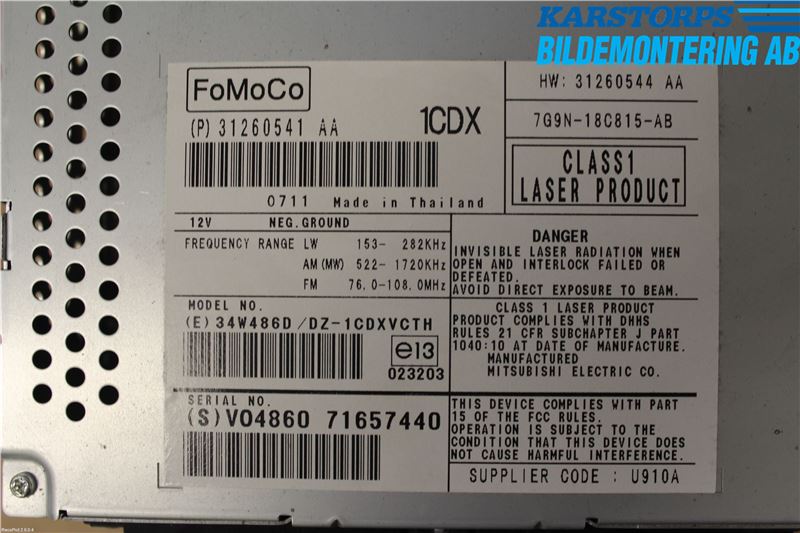 KARSTORPS
BILDEMONTERING AB
FoMoCo
(P) 31260541 AA
1CDX
0711 Made in Thailand
HW: 31260544 AA
7G9N-18C815-AB
CLASS1
LASER PRODUCT
12V NEG.GROUND
FREQUENCY RANGE LW 153- 282KHz
AM(MW) 522- 1720KHz
FM 76.0-108.0MHz
DANGER
INVISIBLE LASER RADIATION WHEN
OPEN AND INTERLOCK FAILED OR
DEFEATED.
AVOID DIRECT EXPOSURE TO BEAM.
MODEL NO.
(E) 34W486D/DZ-1CDXVCTH
e13
023203
CLASS 1 LASER PRODUCT
PRODUCT COMPLIES WITH DHHS
RULES 21 CFR SUBCHAPTER J PART
1040:10 AT DATE OF MANUFACTURE.
MANUFACTURED
MITSUBISHI ELECTRIC CO.
SERIAL NO.
(S) V04860 71657440
THIS DEVICE COMPLIES WITH PART
15 OF THE FCC RULES.
OPERATION IS SUBJECT TO THE
CONDITION THAT THIS DEVICE DOES
NOT CAUSE HARMFUL INTERFERENCE.
SUPPLIER CODE : U910A